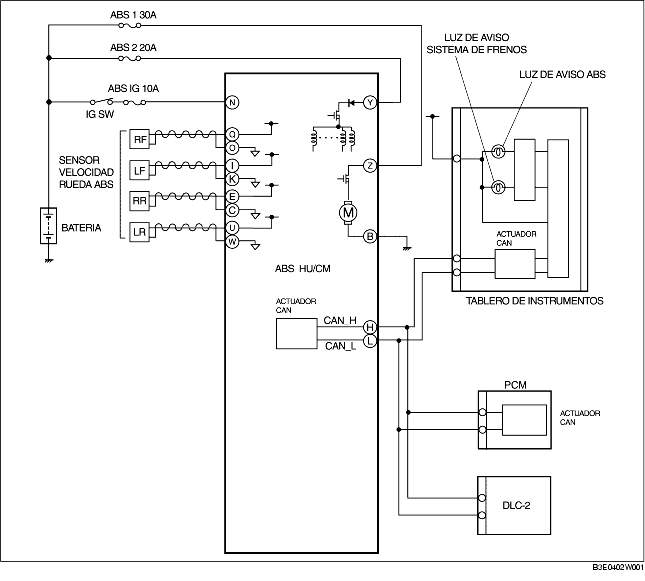 ABS 1 30A
ABS 2 20A
ABS IG 10A
IG SW
LUZ DE AVISO
SISTEMA DE FRENOS
LUZ DE AVISO ABS
N
Y
RF
Q
O
LF
I
K
Z
SENSOR
VELOCIDAD
RUEDA ABS
RR
E
C
LR
U
W
M
B
BATERIA
ABS HU/CM
ACTUADOR
CAN
TABLERO DE INSTRUMENTOS
ACTUADOR
CAN
CAN_H
H
CAN_L
L
PCM
ACTUADOR
CAN
DLC-2
B3E0402W001